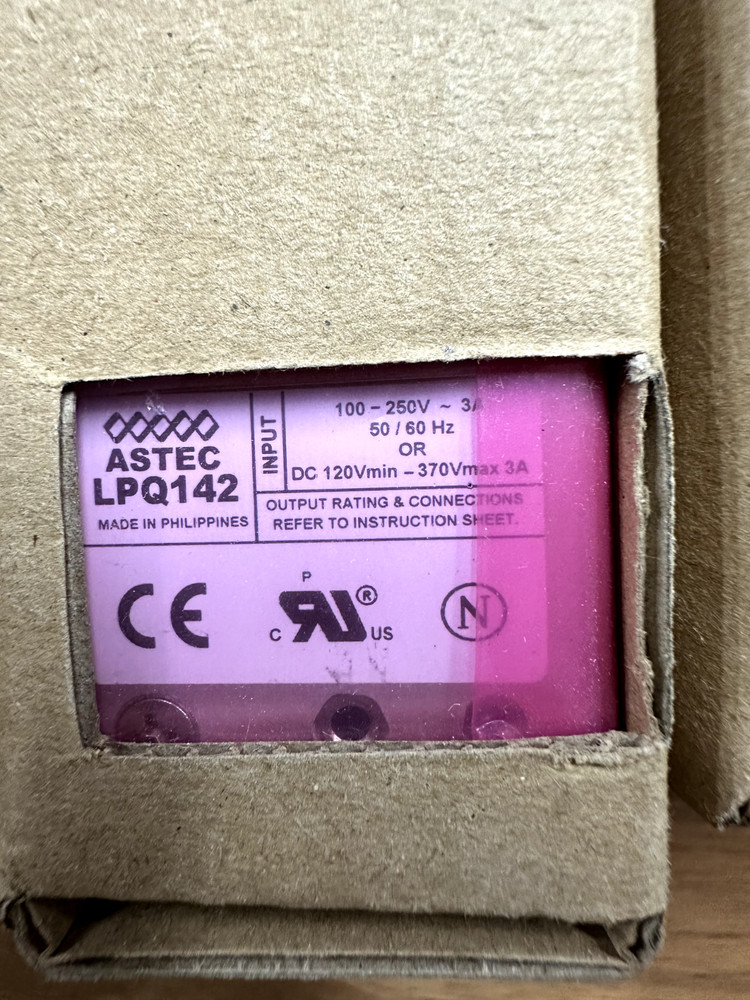 ASTEC
LPQ142
MADE IN PHILIPPINES
INPUT
100 – 250V ~ 3A
50 / 60 Hz
OR
DC 120Vmin – 370Vmax 3A
OUTPUT RATING & CONNECTIONS
REFER TO INSTRUCTION SHEET.
CE
P
C RU ® US
N